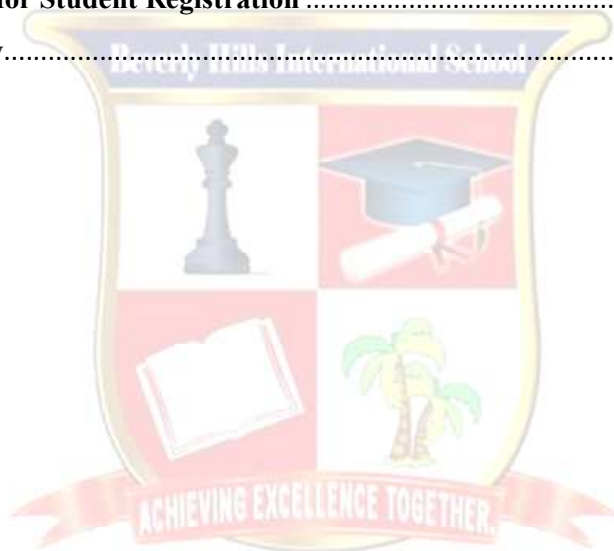 for Student Registration ....................................................
Beverly Hills International School
ACHIEVING EXCELLENCE TOGETHER.